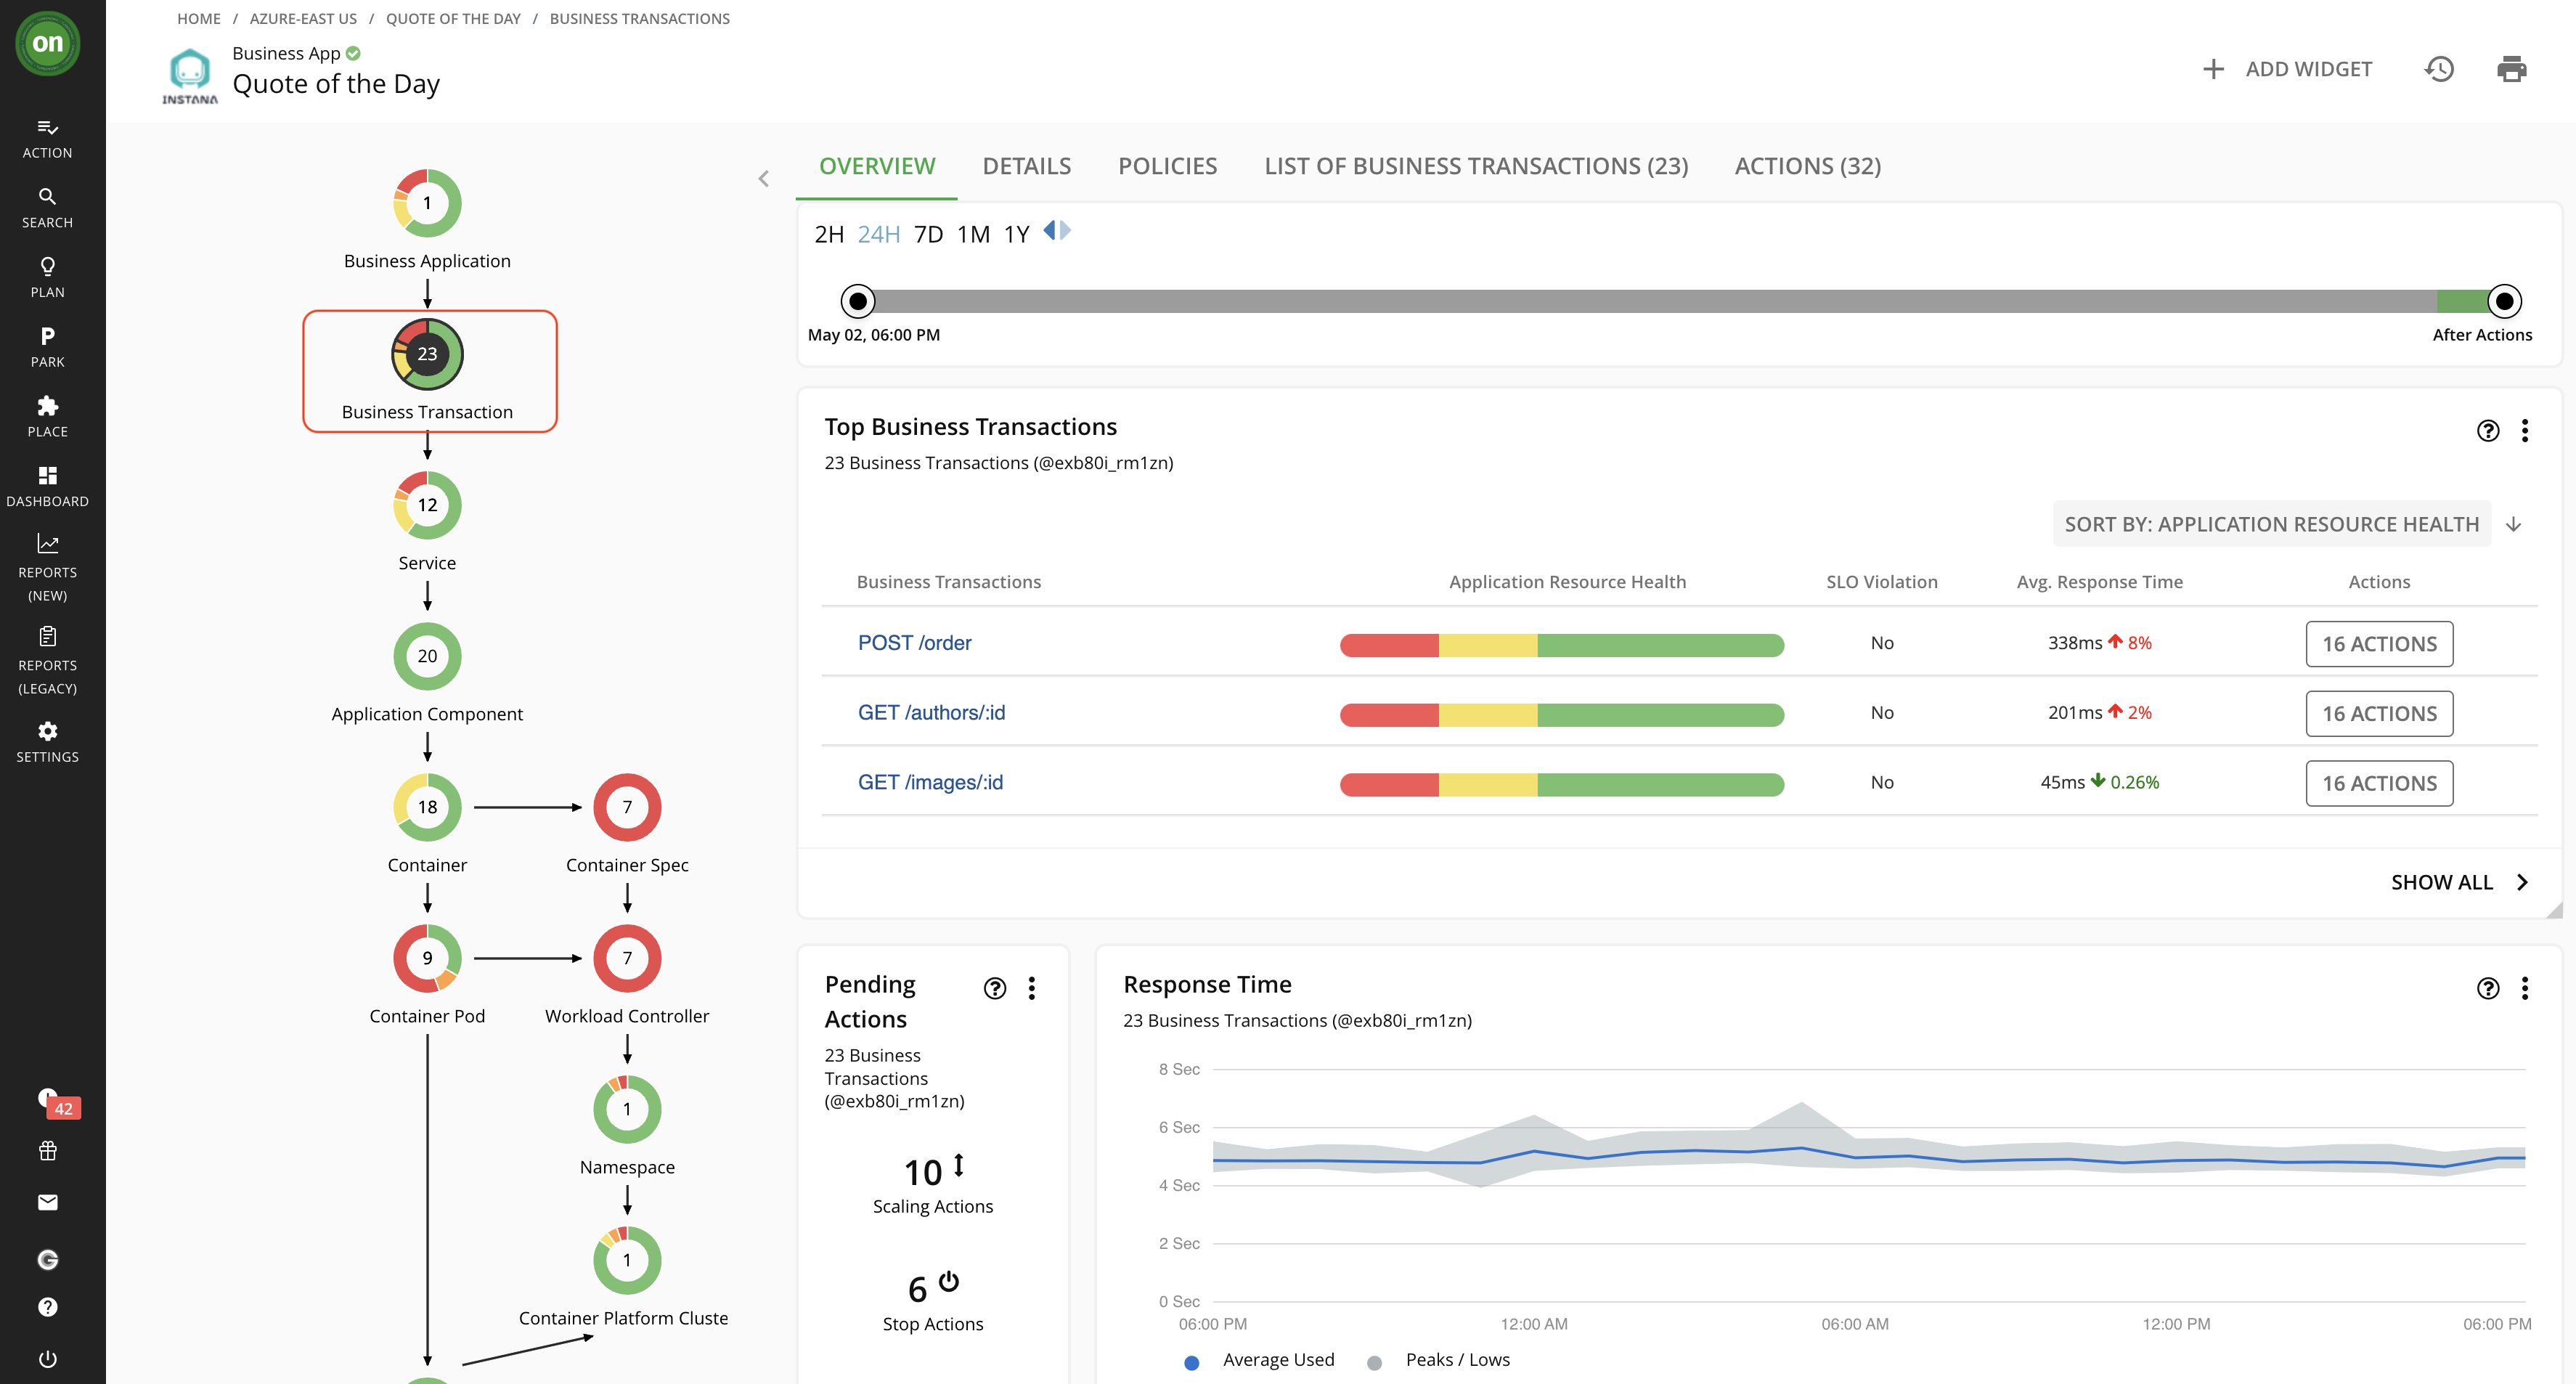 on
ACTION
SEARCH
PLAN
P
PARK
PLACE
DASHBOARD
REPORTS
(NEW)
REPORTS
(LEGACY)
SETTINGS
42
HOME / AZURE-EAST US / QUOTE OF THE DAY / BUSINESS TRANSACTIONS
INSTANA
Business App
Quote of the Day
+ ADD WIDGET
1
Business Application
23
Business Transaction
12
Service
20
Application Component
18
7
Container
Container Spec
9
7
Container Pod
Workload Controller
1
Namespace
1
Container Platform Cluste
OVERVIEW DETAILS POLICIES LIST OF BUSINESS TRANSACTIONS (23) ACTIONS (32)
2H 24H 7D 1M 1Y
May 02, 06:00 PM
After Actions
Top Business Transactions
23 Business Transactions (@exb80i_rm1zn)
SORT BY: APPLICATION RESOURCE HEALTH
Business Transactions Application Resource Health SLO Violation Avg. Response Time Actions
POST /order No 338ms 8% 16 ACTIONS
GET /authors/:id No 201ms 2% 16 ACTIONS
GET /images/:id No 45ms 0.26% 16 ACTIONS
SHOW ALL
Pending
Actions
23 Business
Transactions
(@exb80i_rm1zn)
10
Scaling Actions
6
Stop Actions
Response Time
23 Business Transactions (@exb80i_rm1zn)
8 Sec
6 Sec
4 Sec
2 Sec
0 Sec
06:00 PM 12:00 AM 06:00 AM 12:00 PM 06:00 PM
Average Used Peaks / Lows